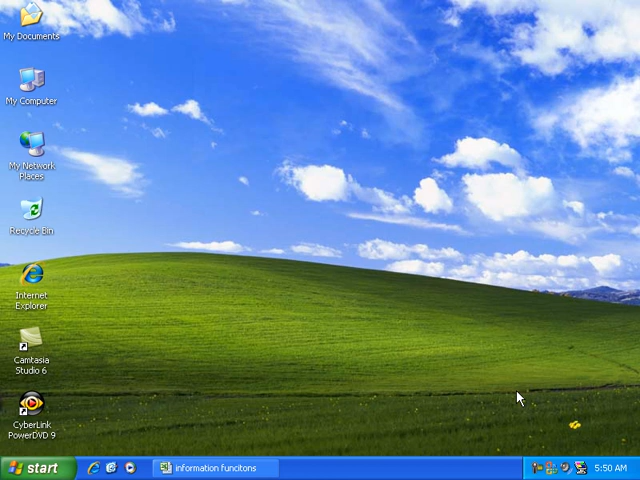 My Documents
My Computer
My Network
Places
Recycle Bin
Internet
Explorer
Camtasia
Studio 6
CyberLink
PowerDVD 9
start
information funcitons
5:50 AM